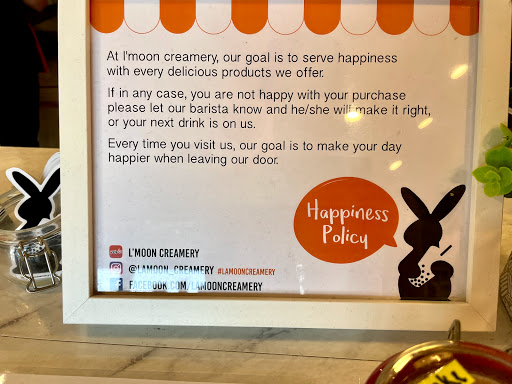 At l'moon creamery, our goal is to serve happiness
with every delicious products we offer.
If in any case, you are not happy with your purchase
please let our barista know and he/she will make it right,
or your next drink is on us.
Every time you visit us, our goal is to make your day
happier when leaving our door.
Happiness
Policy
L'MOON CREAMERY
@LAMOON_CREAMERY #LAMOONCREAMERY
FACEBOOK.COM/LAMOONCREAMERY